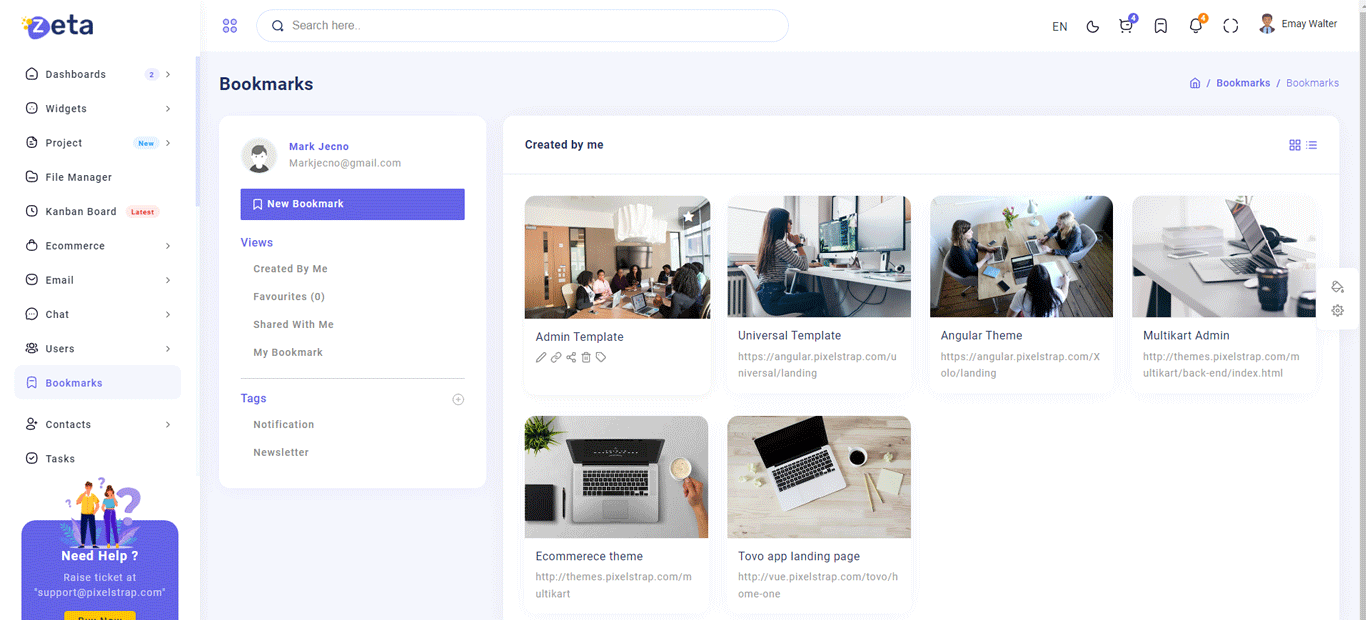 zeta
Search here..
EN
4
4
Emay Walter
Dashboards 2
Widgets
Project New
File Manager
Kanban Board Latest
Ecommerce
Email
Chat
Users
Bookmarks
Contacts
Tasks
Need Help ?
Raise ticket at
"support@pixelstrap.com"
Buy Now
Bookmarks
/ Bookmarks / Bookmarks
Mark Jecno
Markjecno@gmail.com
New Bookmark
Views
Created By Me
Favourites (0)
Shared With Me
My Bookmark
Tags
Notification
Newsletter
Created by me
Admin Template
Universal Template
https://angular.pixelstrap.com/u
niversal/landing
Angular Theme
https://angular.pixelstrap.com/X
olo/landing
Multikart Admin
http://themes.pixelstrap.com/m
ultikart/back-end/index.html
Ecommerece theme
http://themes.pixelstrap.com/m
ultikart
Tovo app landing page
http://vue.pixelstrap.com/tovo/h
ome-one